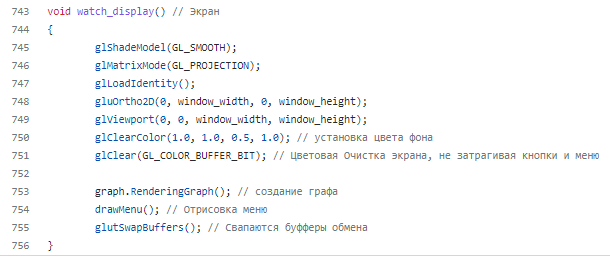 743 void watch_display() // Экран
744 {
745 glShadeModel(GL_SMOOTH);
746 glMatrixMode(GL_PROJECTION);
747 glLoadIdentity();
748 gluOrtho2D(0, window_width, 0, window_height);
749 glViewport(0, 0, window_width, window_height);
750 glClearColor(1.0, 1.0, 0.5, 1.0); // установка цвета фона
751 glClear(GL_COLOR_BUFFER_BIT); // Цветовая Очистка экрана, не затрагивая кнопки и меню
752
753 graph.RenderingGraph(); // создание графа
754 drawMenu(); // Отрисовка меню
755 glutSwapBuffers(); // Свапаются бufферы обмена
756 }